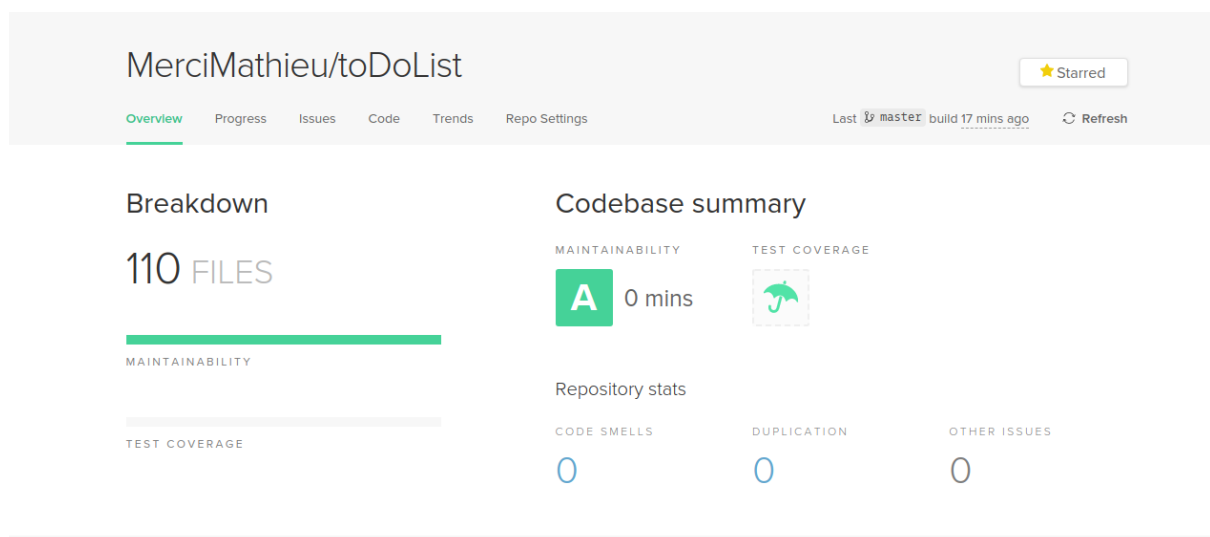 MerciMathieu/toDoList
Starred
Overview Progress Issues Code Trends Repo Settings
Last master build 17 mins ago Refresh
Breakdown
110 FILES
MAINTAINABILITY
TEST COVERAGE
Codebase summary
MAINTAINABILITY TEST COVERAGE
A 0 mins
Repository stats
CODE SMELLS DUPLICATION OTHER ISSUES
0 0 0